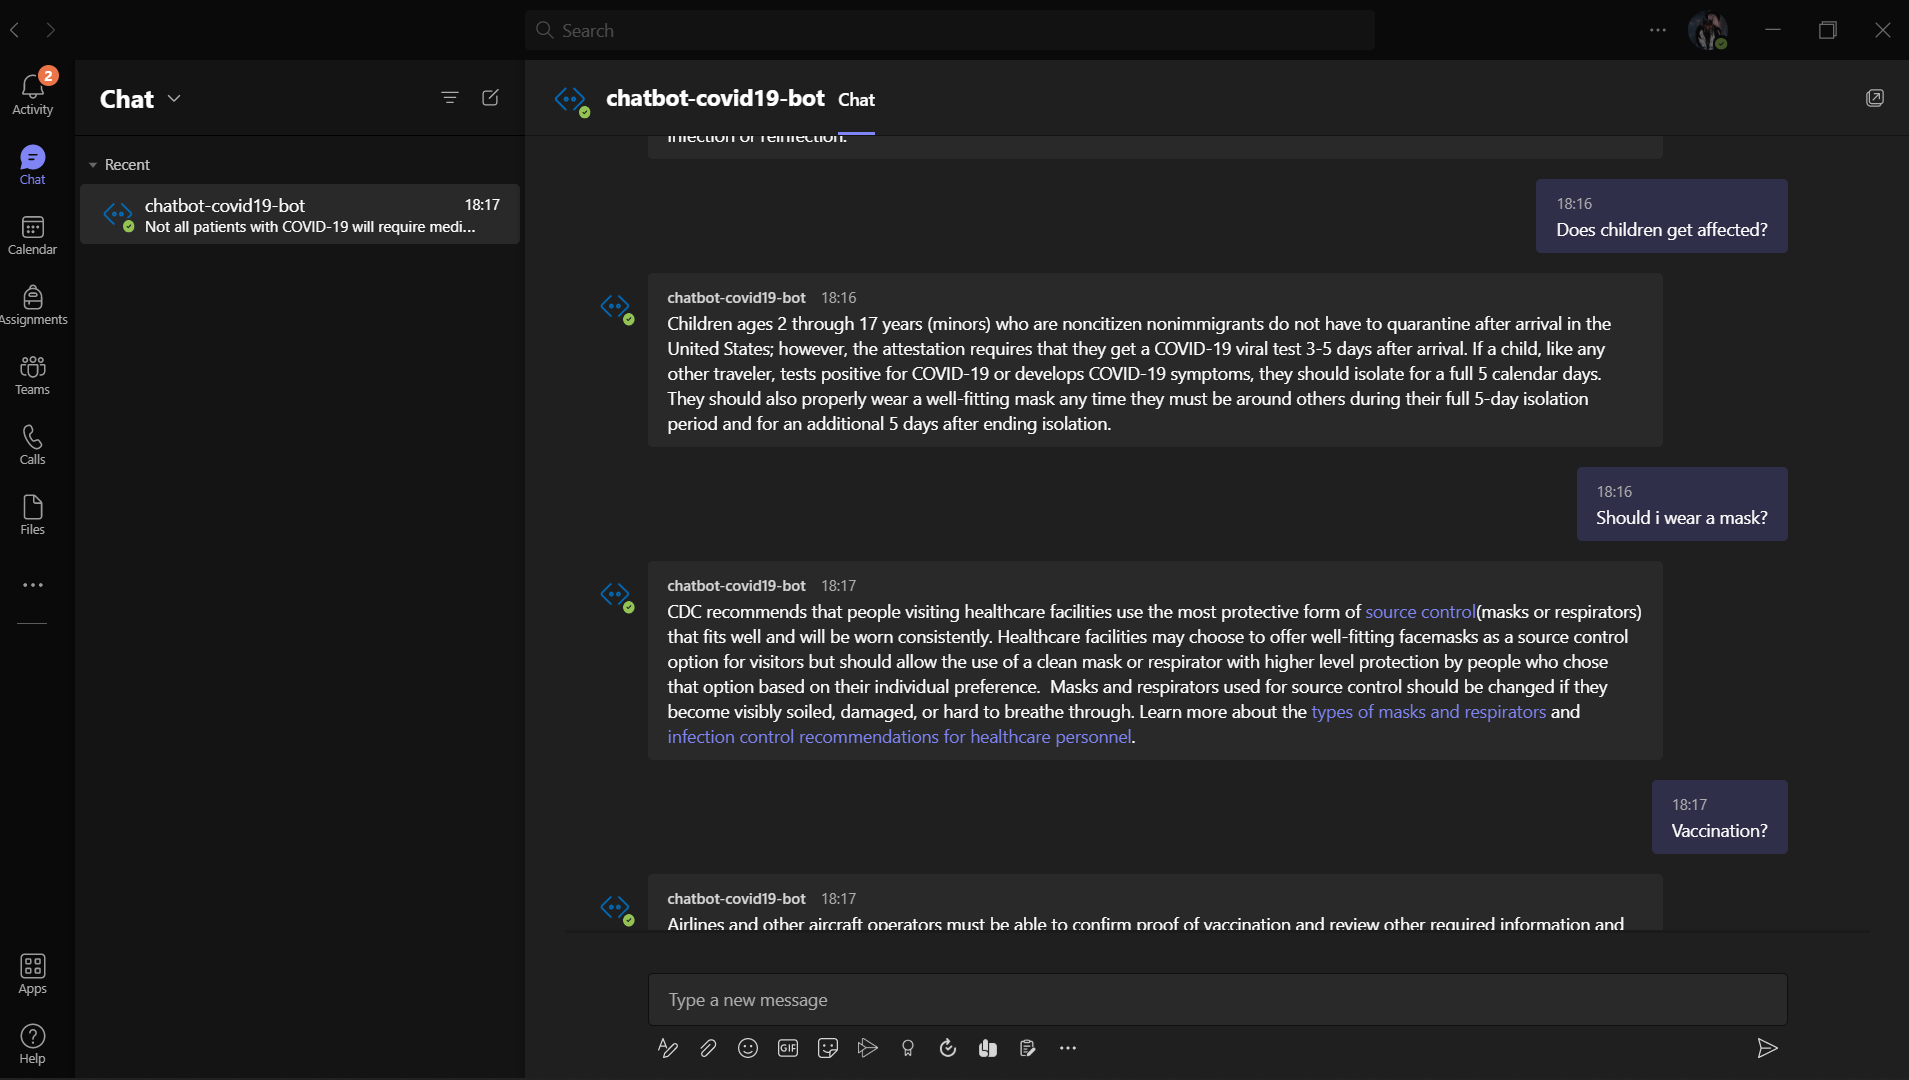 Search
2
Activity
Chat
Calendar
Assignments
Teams
Calls
Files
Apps
Help
Chat
Recent
chatbot-covid19-bot 18:17
Not all patients with COVID-19 will require medi...
chatbot-covid19-bot Chat
infection or reinfection.
18:16
Does children get affected?
chatbot-covid19-bot 18:16
Children ages 2 through 17 years (minors) who are noncitizen nonimmigrants do not have to quarantine after arrival in the
United States; however, the attestation requires that they get a COVID-19 viral test 3-5 days after arrival. If a child, like any
other traveler, tests positive for COVID-19 or develops COVID-19 symptoms, they should isolate for a full 5 calendar days.
They should also properly wear a well-fitting mask any time they must be around others during their full 5-day isolation
period and for an additional 5 days after ending isolation.
18:16
Should i wear a mask?
chatbot-covid19-bot 18:17
CDC recommends that people visiting healthcare facilities use the most protective form of source control(masks or respirators)
that fits well and will be worn consistently. Healthcare facilities may choose to offer well-fitting facemasks as a source control
option for visitors but should allow the use of a clean mask or respirator with higher level protection by people who chose
that option based on their individual preference.  Masks and respirators used for source control should be changed if they
become visibly soiled, damaged, or hard to breathe through. Learn more about the types of masks and respirators and
infection control recommendations for healthcare personnel.
18:17
Vaccination?
chatbot-covid19-bot 18:17
Airlines and other aircraft operators must be able to confirm proof of vaccination and review other required information and
Type a new message
GIF